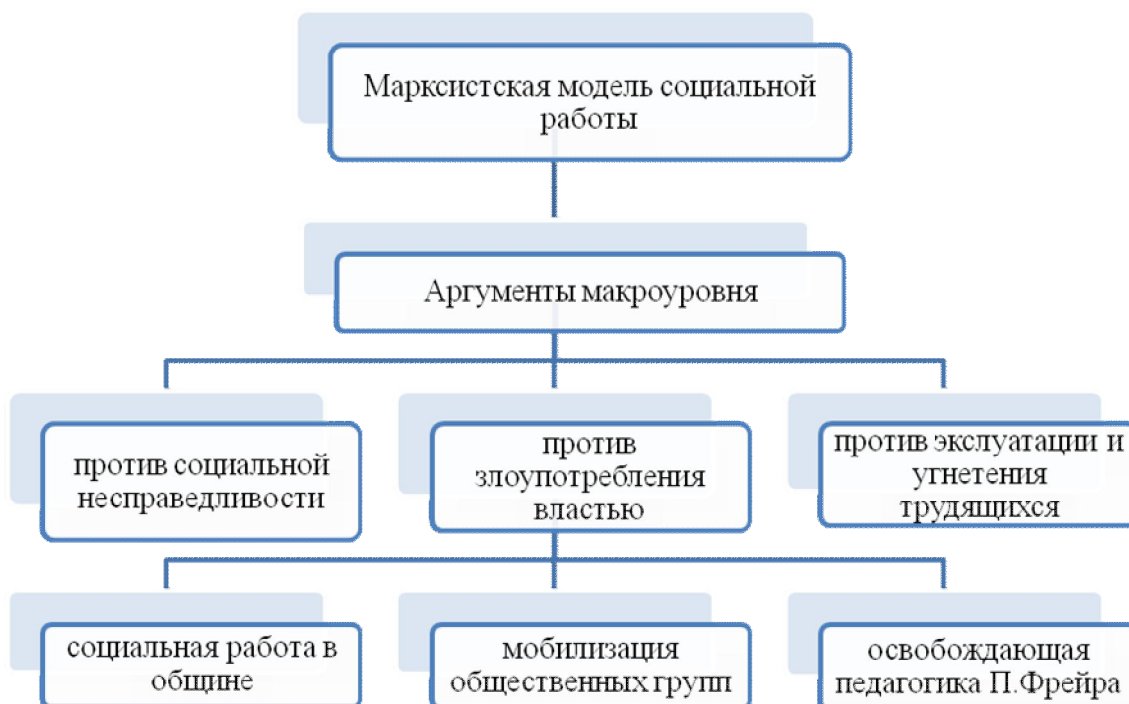 Марксистская модель социальной
работы
Аргументы макроуровня
против социальной
несправедливости
против
злоупотребления
властью
против эклуатации и
угнетения
трудящихся
социальная работа в
общине
мобилизация
общественных групп
освобождающая
педагогика П.Фрейра